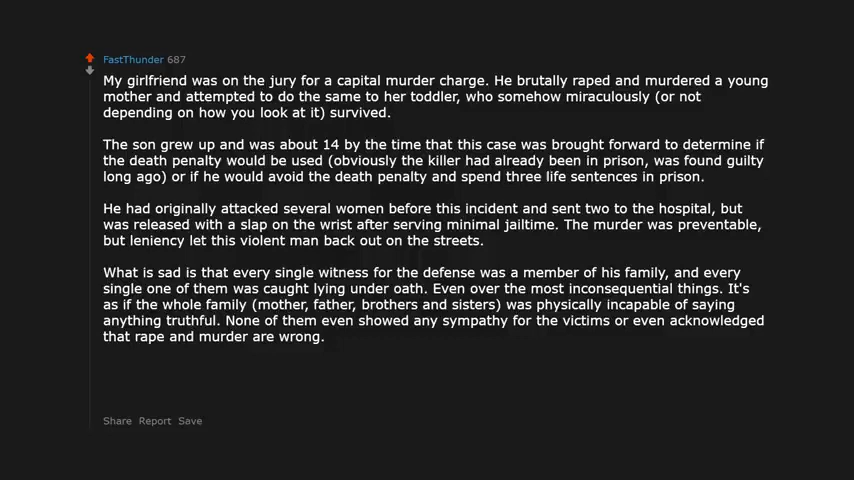 FastThunder 687
My girlfriend was on the jury for a capital murder charge. He brutally raped and murdered a young
mother and attempted to do the same to her toddler, who somehow miraculously (or not
depending on how you look at it) survived.
The son grew up and was about 14 by the time that this case was brought forward to determine if
the death penalty would be used (obviously the killer had already been in prison, was found guilty
long ago) or if he would avoid the death penalty and spend three life sentences in prison.
He had originally attacked several women before this incident and sent two to the hospital, but
was released with a slap on the wrist after serving minimal jailtime. The murder was preventable,
but leniency let this violent man back out on the streets.
What is sad is that every single witness for the defense was a member of his family, and every
single one of them was caught lying under oath. Even over the most inconsequential things. It's
as if the whole family (mother, father, brothers and sisters) was physically incapable of saying
anything truthful. None of them even showed any sympathy for the victims or even acknowledged
that rape and murder are wrong.
Share Report Save